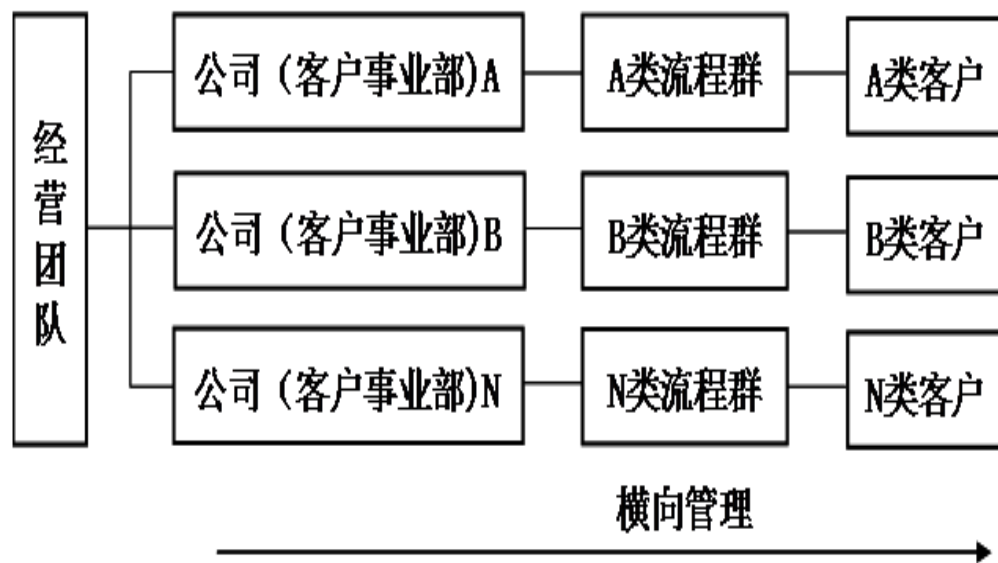 经营团队
公司（客户事业部)A
A类流程群
A类客户
公司（客户事业部)B
B类流程群
B类客户
公司（客户事业部)N
N类流程群
N类客户
横向管理